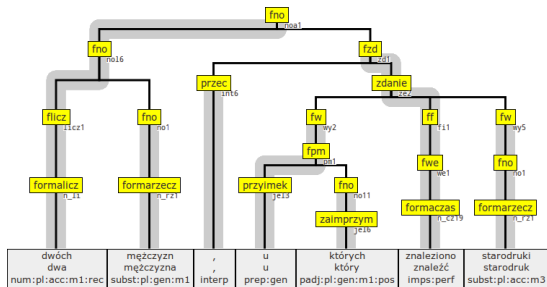 fno
noa1
fno
no16
fzd
zd1
przec
int6
zdanie
ze2
flicz
licz1
fno
no1
fw
wy2
ff
fi1
fw
wy5
fpm
pm1
fwe
we1
fno
no1
formalicz
n_li
formarzecz
n_rz1
przyimek
jel3
fno
no11
formaczas
n_cz19
formarzecz
n_rz1
zaimprzym
jel6
dwóch mężczyzn , u których znaleziono starodruki
dwa mężczyzna , u który znaleźć starodruk
num:pl:acc:m1:rec subst:pl:gen:m1 interp prep:gen padj:pl:gen:m1:pos imps:perf subst:pl:acc:m3